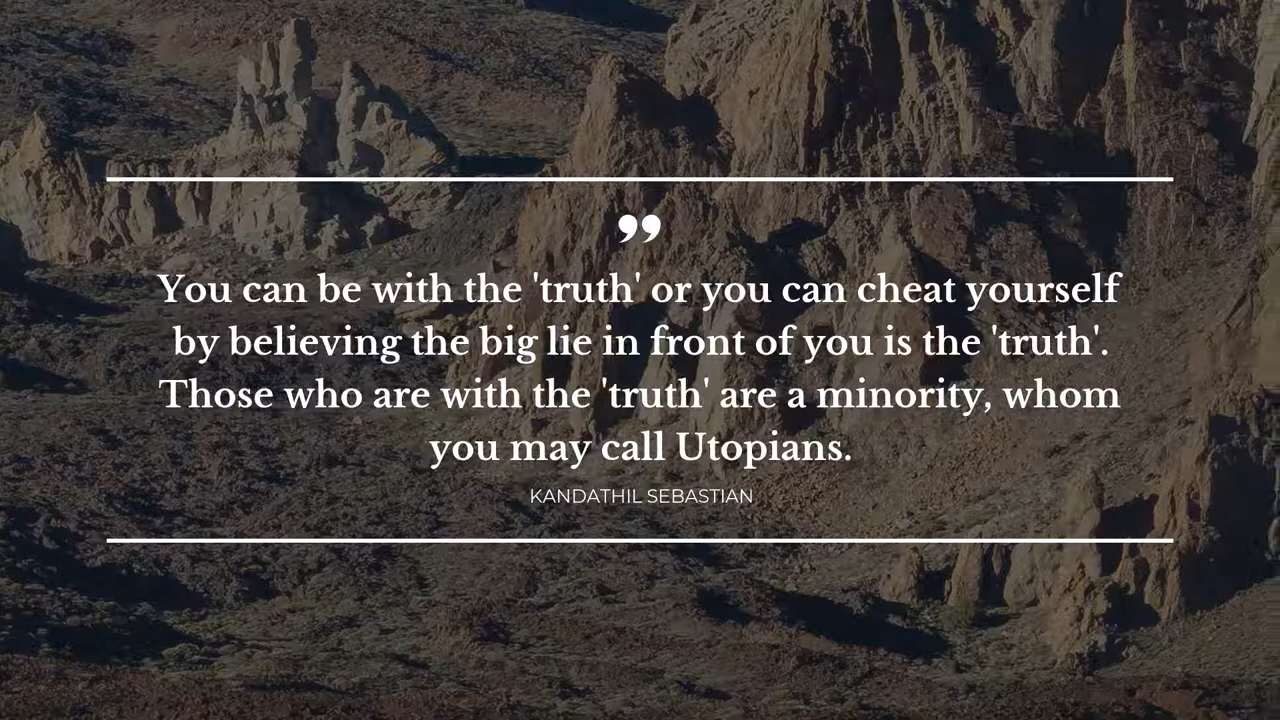 ”
You can be with the 'truth' or you can cheat yourself
by believing the big lie in front of you is the 'truth'.
Those who are with the 'truth' are a minority, whom
you may call Utopians.
KANDATHIL SEBASTIAN